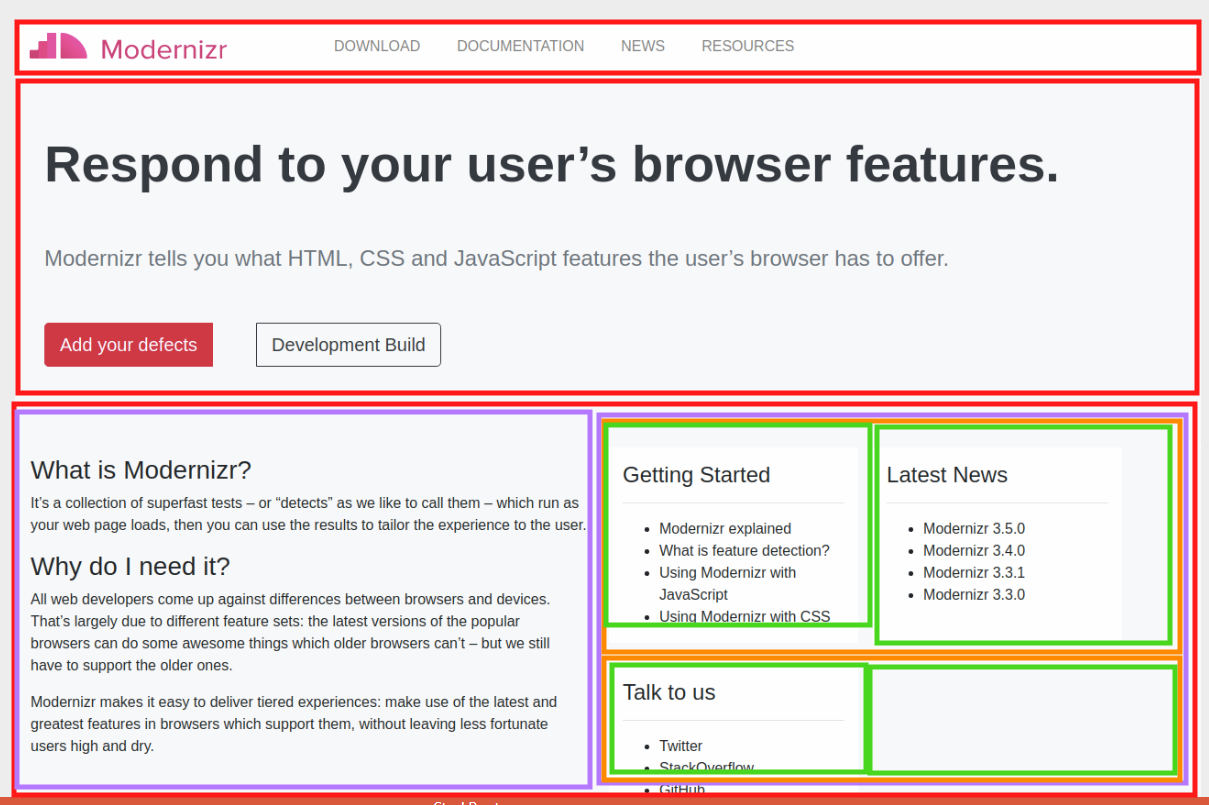 Modernizr
DOWNLOAD DOCUMENTATION NEWS RESOURCES
Respond to your user’s browser features.
Modernizr tells you what HTML, CSS and JavaScript features the user’s browser has to offer.
Add your defects
Development Build
What is Modernizr?
It’s a collection of superfast tests – or “detects” as we like to call them – which run as
your web page loads, then you can use the results to tailor the experience to the user.
Why do I need it?
All web developers come up against differences between browsers and devices.
That’s largely due to different feature sets: the latest versions of the popular
browsers can do some awesome things which older browsers can’t – but we still
have to support the older ones.
Modernizr makes it easy to deliver tiered experiences: make use of the latest and
greatest features in browsers which support them, without leaving less fortunate
users high and dry.
Getting Started
Modernizr explained
What is feature detection?
Using Modernizr with
JavaScript
Using Modernizr with CSS
Latest News
Modernizr 3.5.0
Modernizr 3.4.0
Modernizr 3.3.1
Modernizr 3.3.0
Talk to us
Twitter
StackOverflow
GitHub